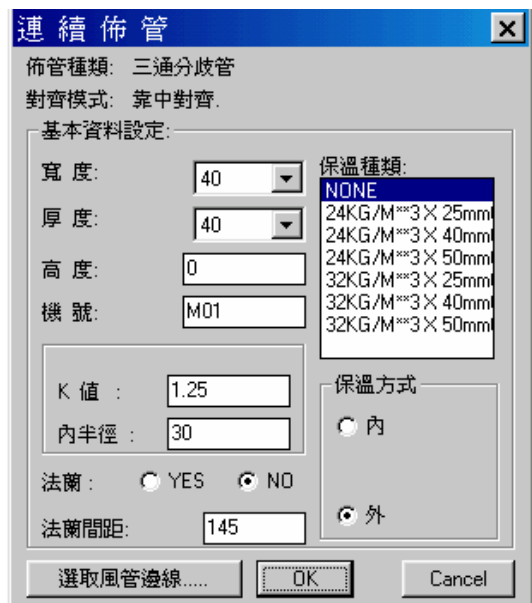 連續佈管
佈管種類: 三通分歧管
對齊模式: 靠中對齊.
基本資料設定:
寬 度: 40
厚 度: 40
高 度: 0
機 號: M01
保溫種類:
NONE
24KG/M**3 X 25mm
24KG/M**3 X 40mm
24KG/M**3 X 50mm
32KG/M**3 X 25mm
32KG/M**3 X 40mm
32KG/M**3 X 50mm
K 值 : 1.25
內半徑 : 30
保溫方式
內
外
法蘭 : YES NO
法蘭間距: 145
選取風管邊線.....
OK
Cancel